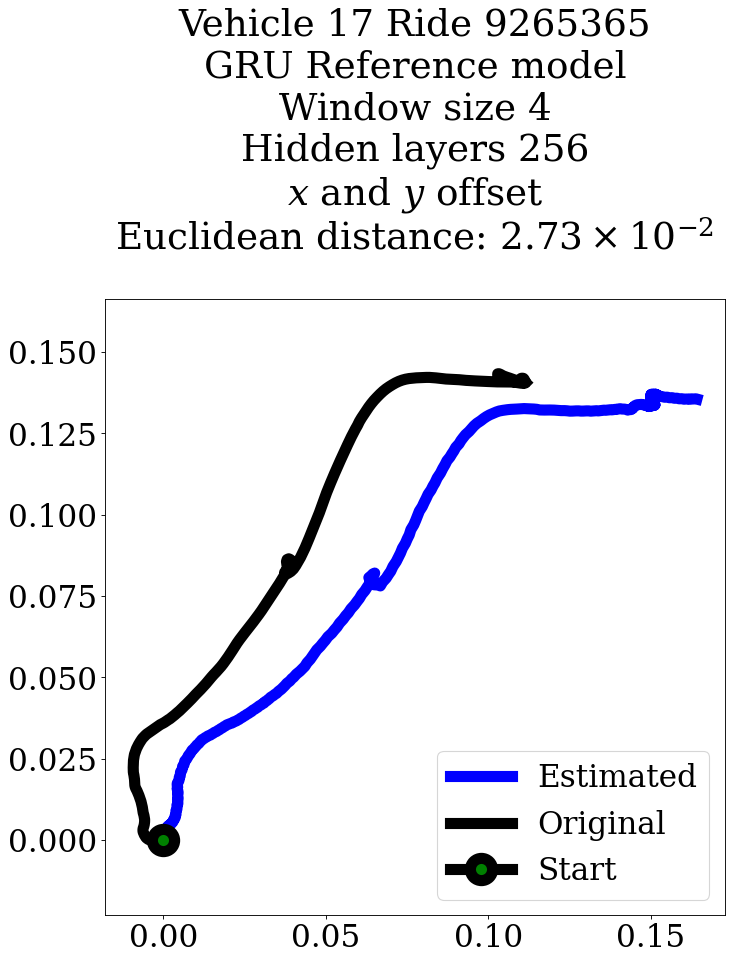 Vehicle 17 Ride 9265365
GRU Reference model
Window size 4
Hidden layers 256
x and y offset
Euclidean distance: 2.73 × 10⁻²
0.150
0.125
0.100
0.075
0.050
0.025
0.000
Estimated
Original
Start
0.00 0.05 0.10 0.15